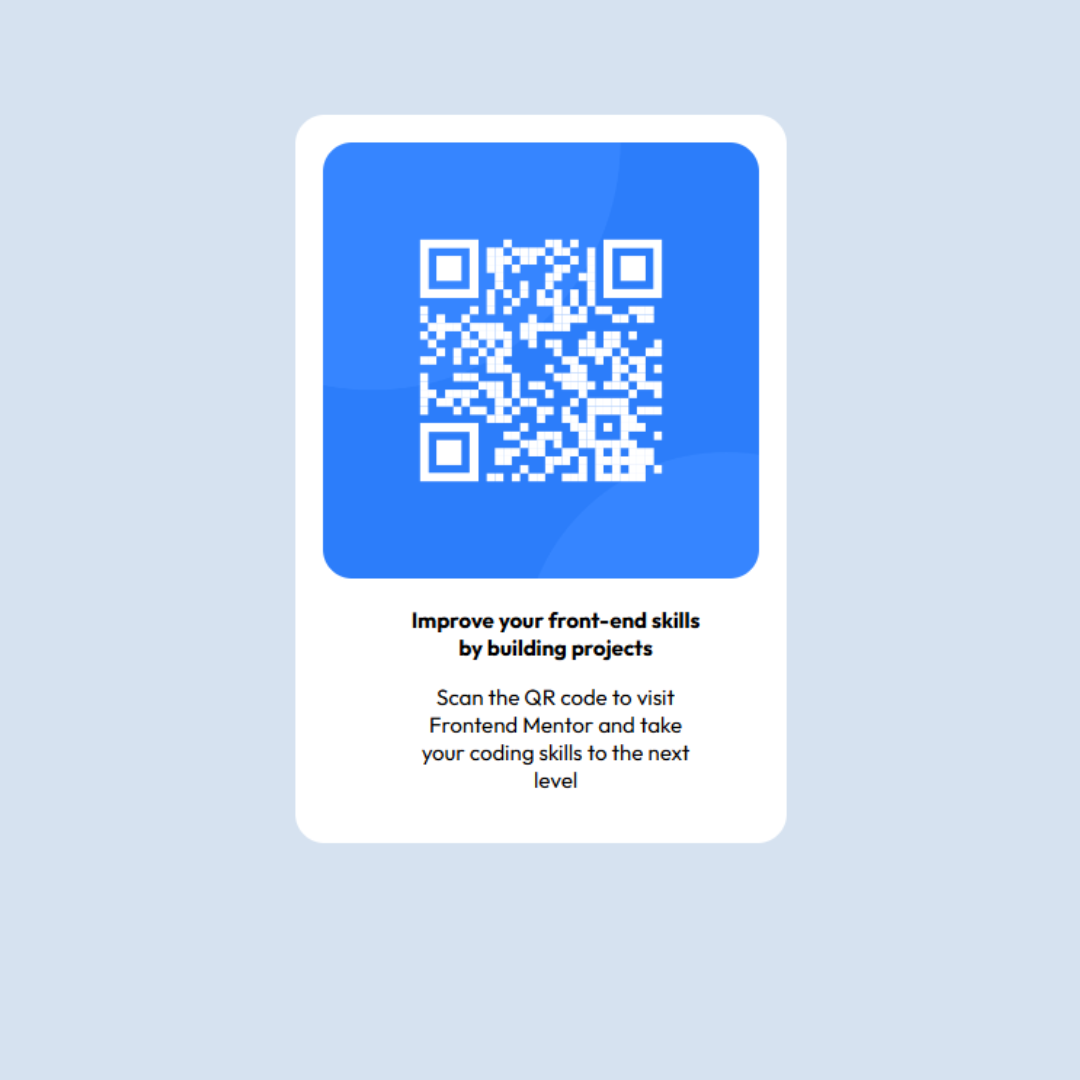 Improve your front-end skills
by building projects
Scan the QR code to visit
Frontend Mentor and take
your coding skills to the next
level